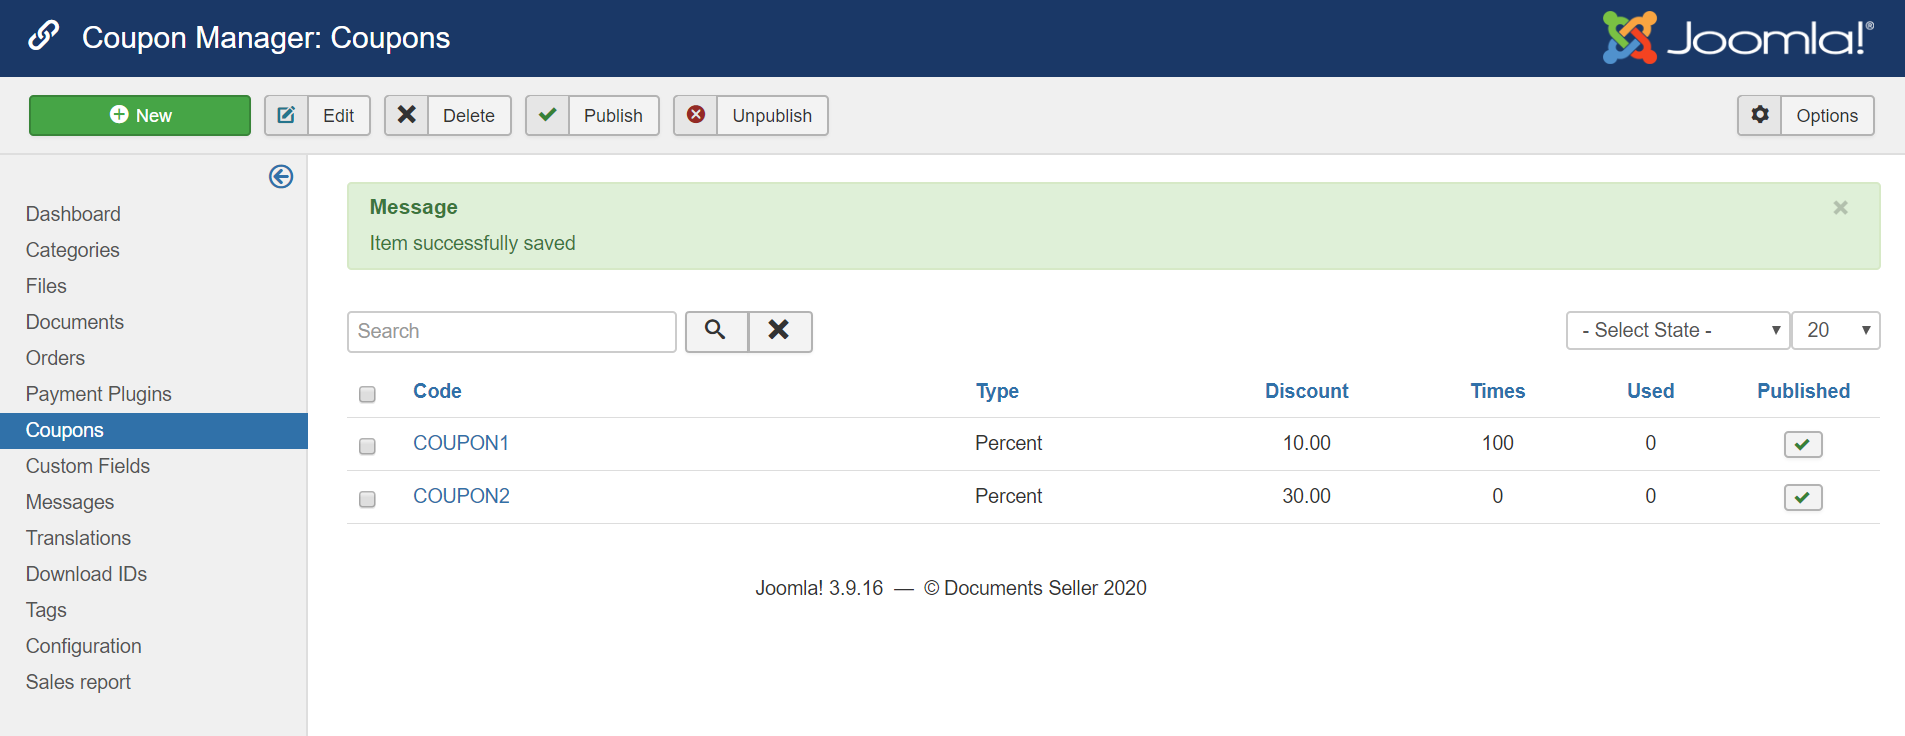 Coupon Manager: Coupons
Joomla!®
New
Edit
Delete
Publish
Unpublish
Options
Dashboard
Categories
Files
Documents
Orders
Payment Plugins
Coupons
Custom Fields
Messages
Translations
Download IDs
Tags
Configuration
Sales report
Message
Item successfully saved
Search
- Select State -
20
Code Type Discount Times Used Published
COUPON1 Percent 10.00 100 0
COUPON2 Percent 30.00 0 0
Joomla! 3.9.16 — © Documents Seller 2020